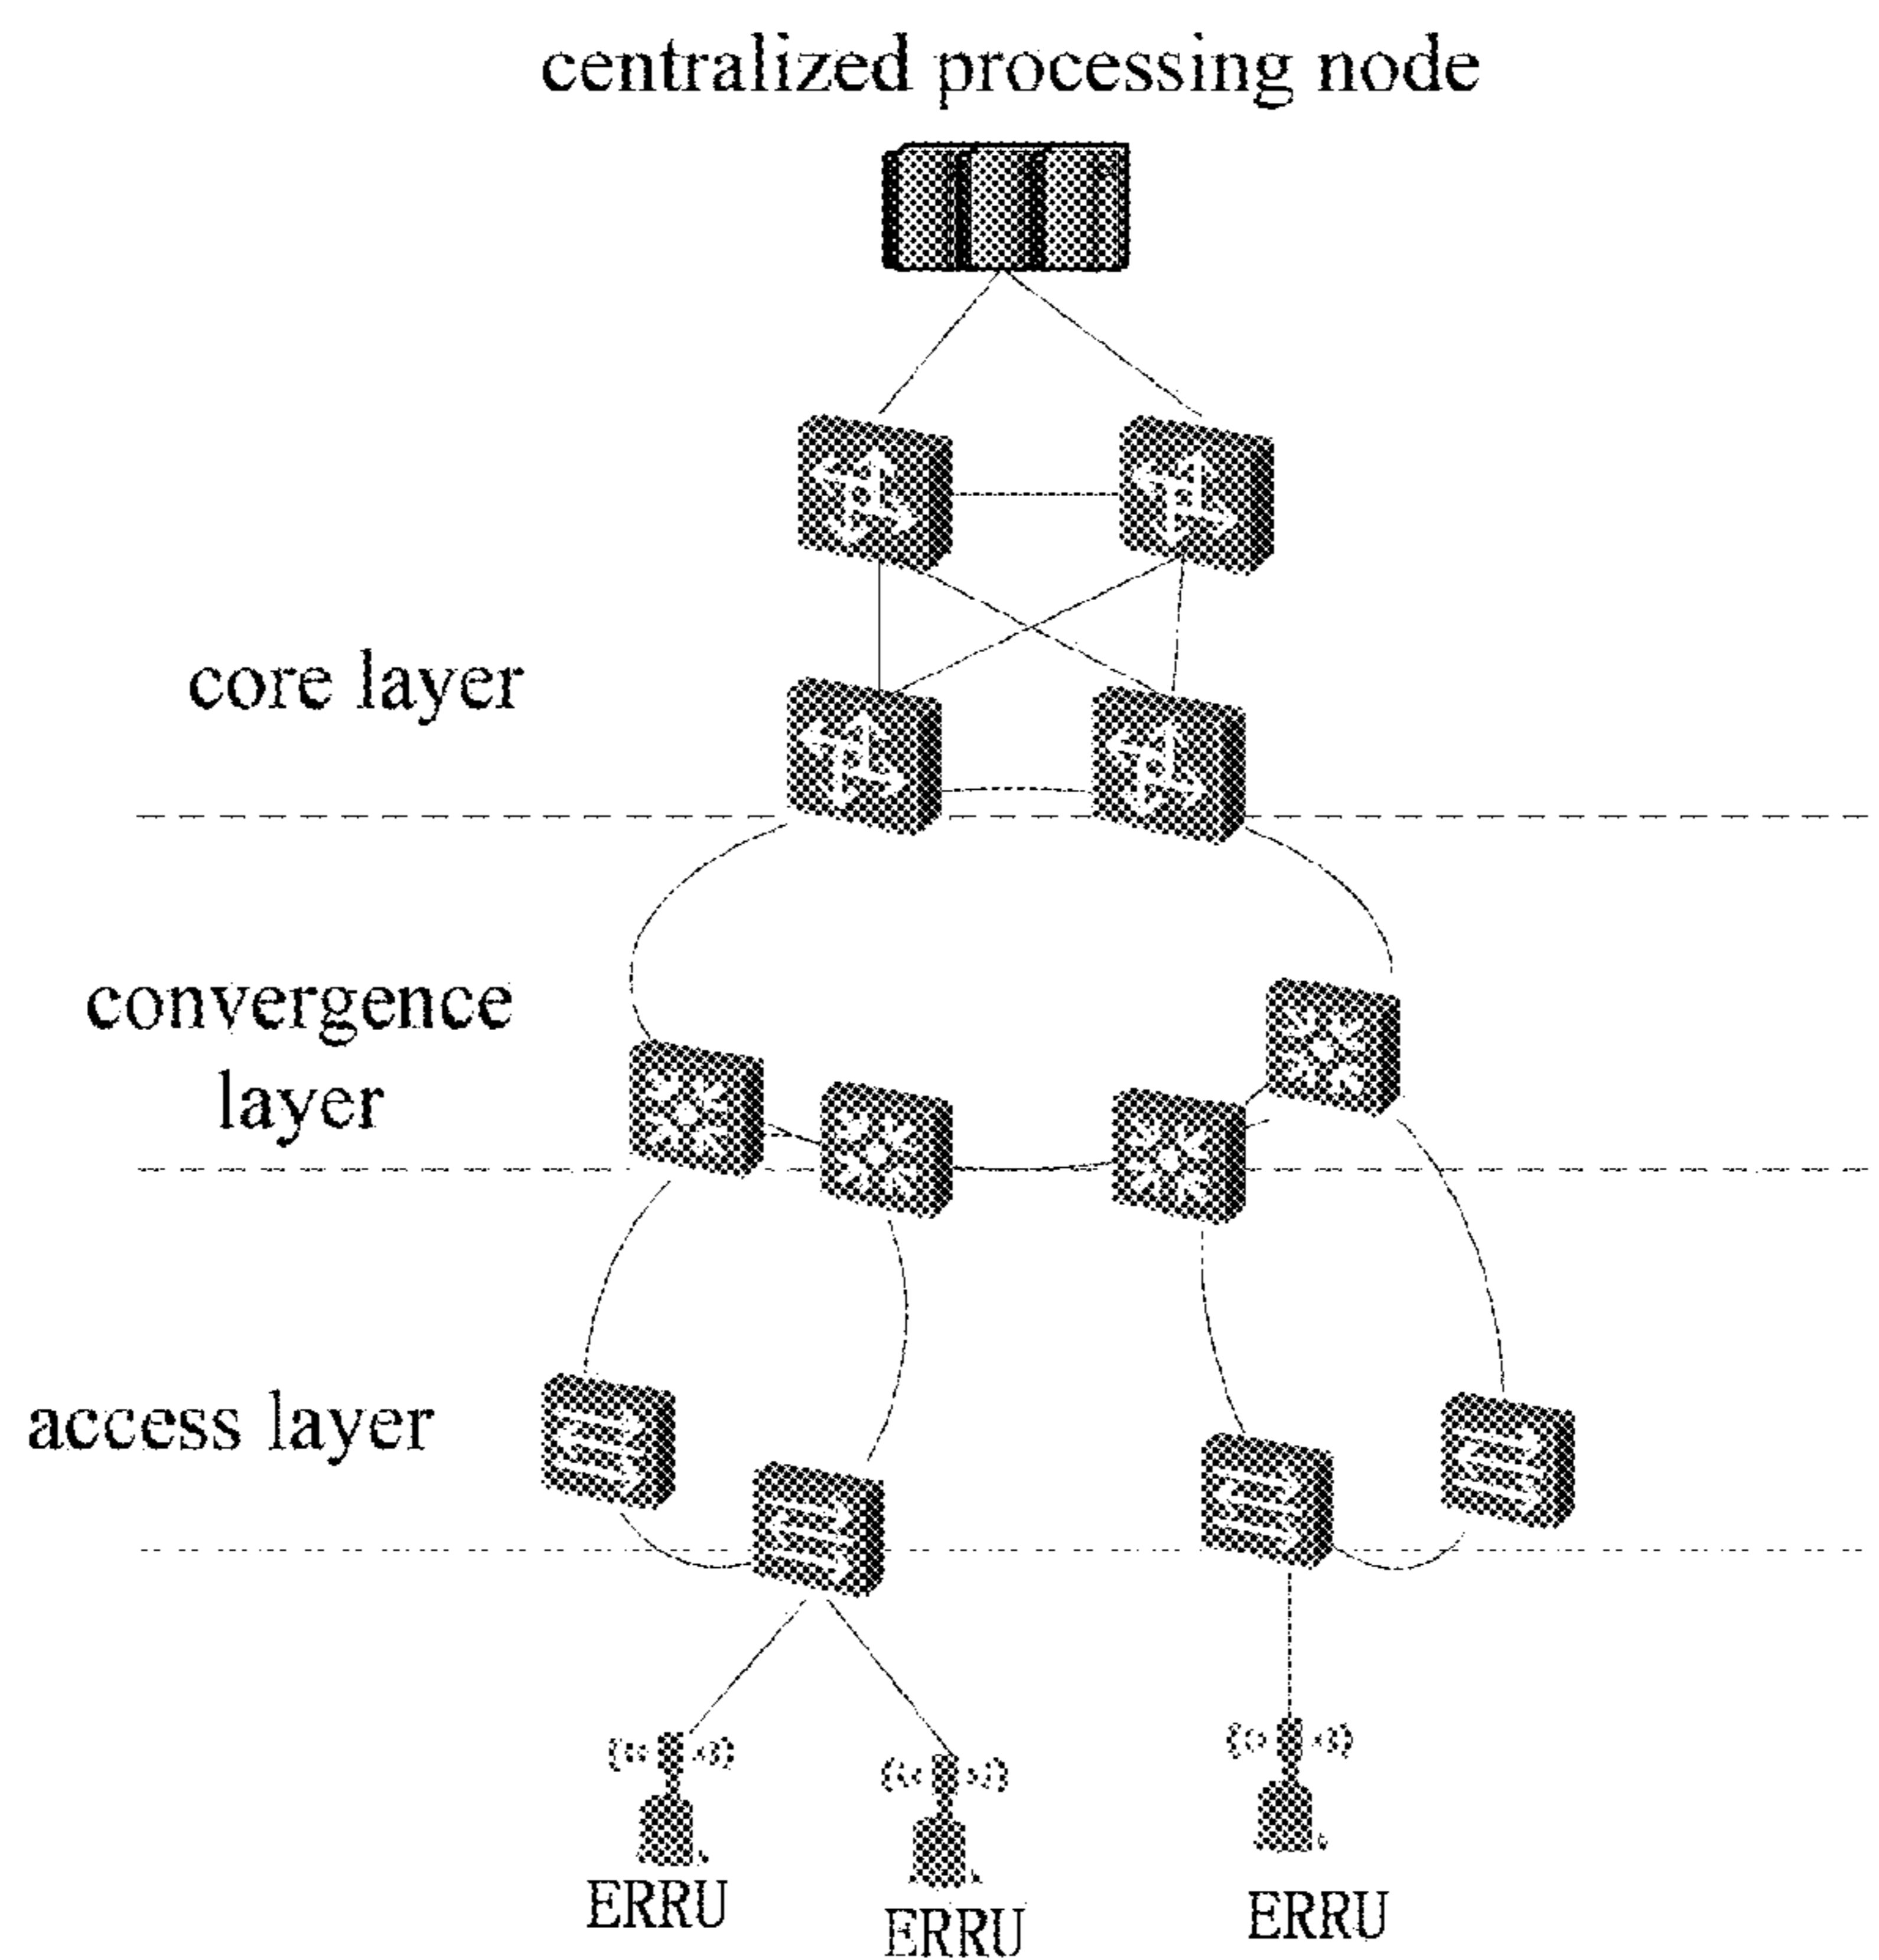 centralized processing node
core layer
convergence
layer
access layer
ERRU
ERRU
ERRU